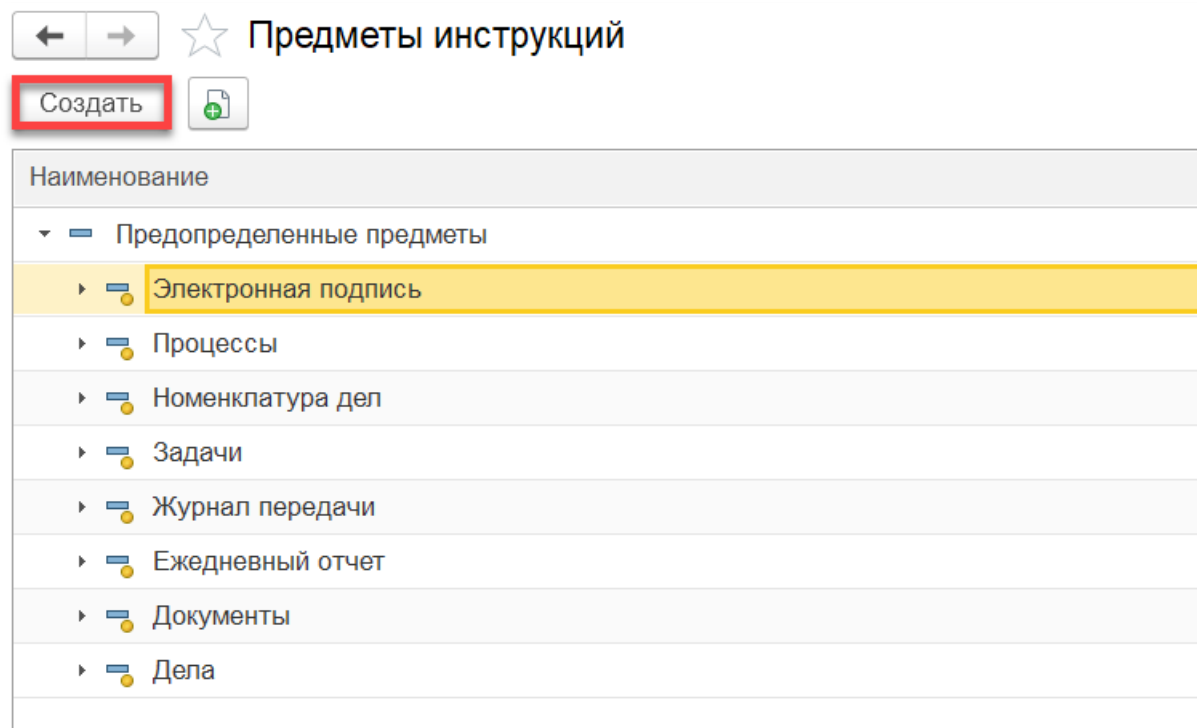 Предметы инструкций
Создать
Наименование
Предопределенные предметы
Электронная подпись
Процессы
Номенклатура дел
Задачи
Журнал передачи
Ежедневный отчет
Документы
Дела